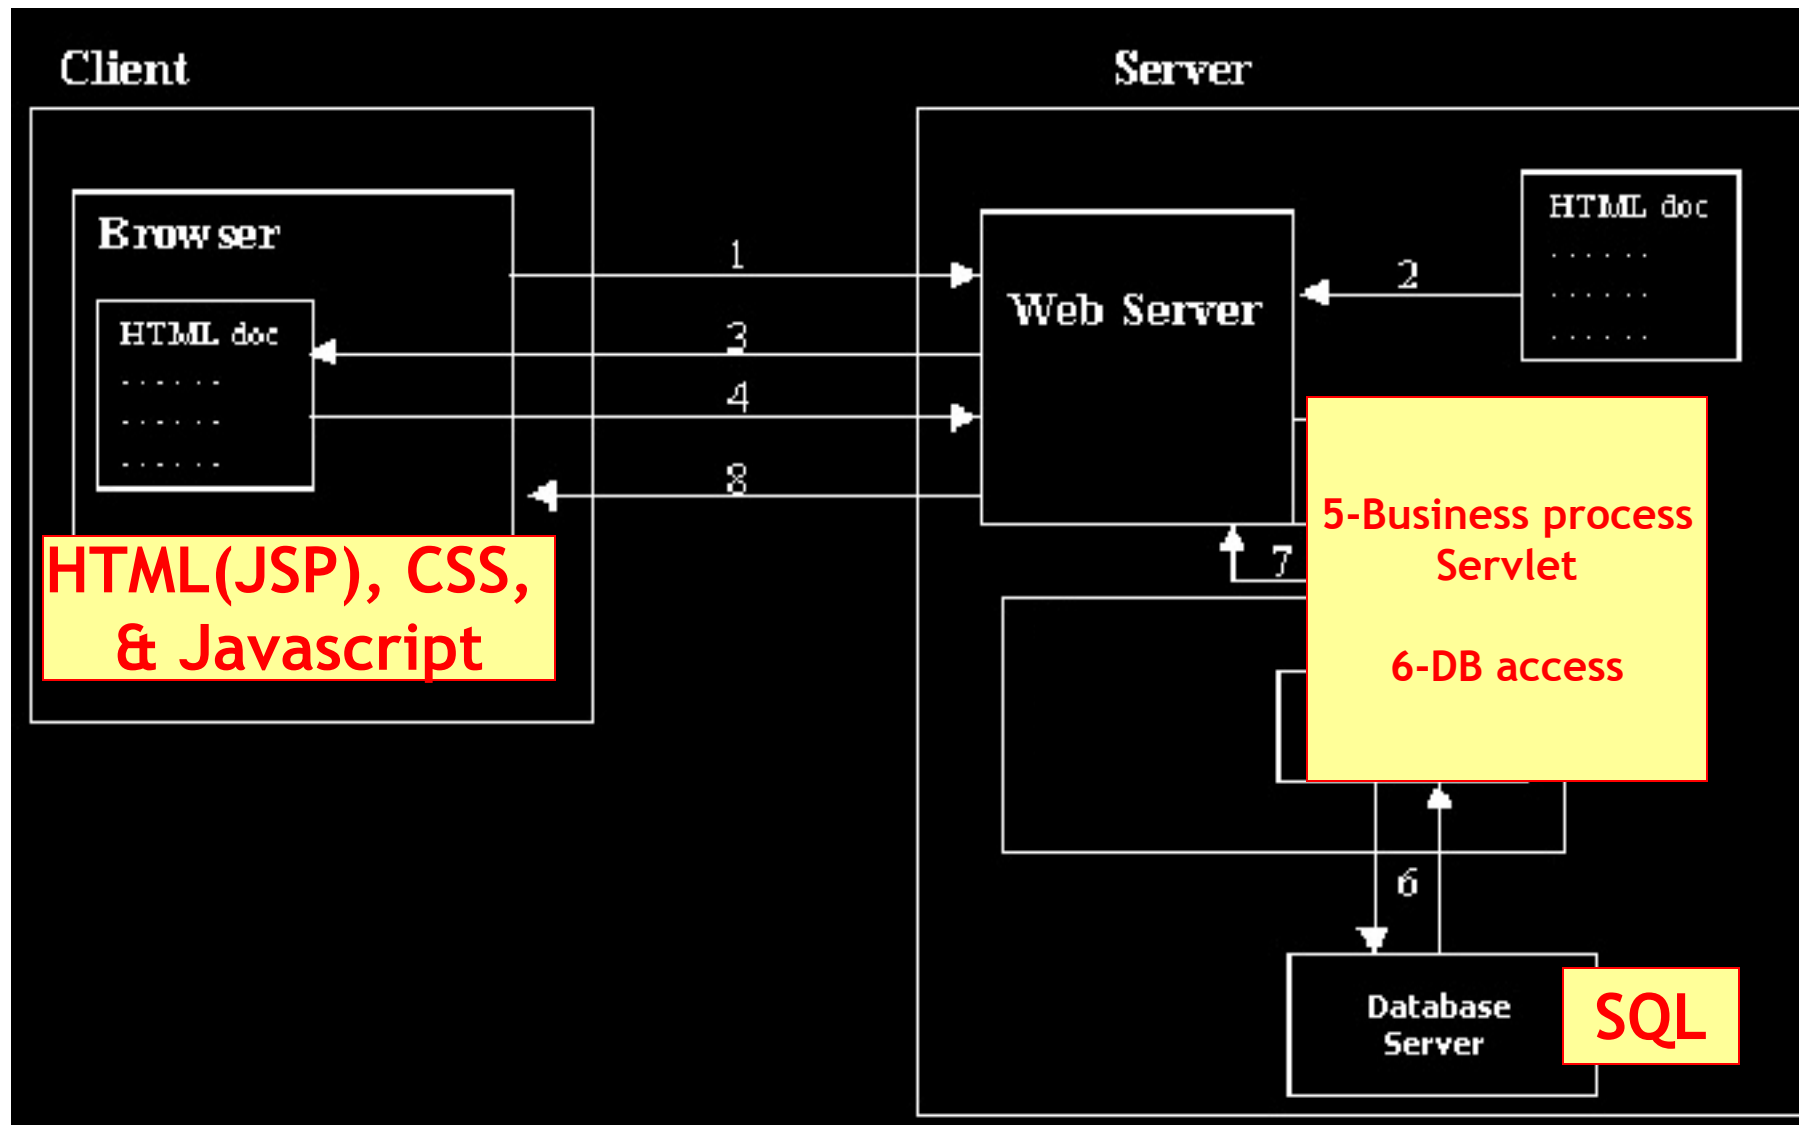 Client
Server
Browser
HTML doc
. . . . . .
. . . . . .
. . . . . .
1
3
4
8
Web Server
2
HTML doc
. . . . . .
. . . . . .
. . . . . .
HTML(JSP), CSS,
& Javascript
5-Business process
Servlet
6-DB access
7
6
Database
Server
SQL